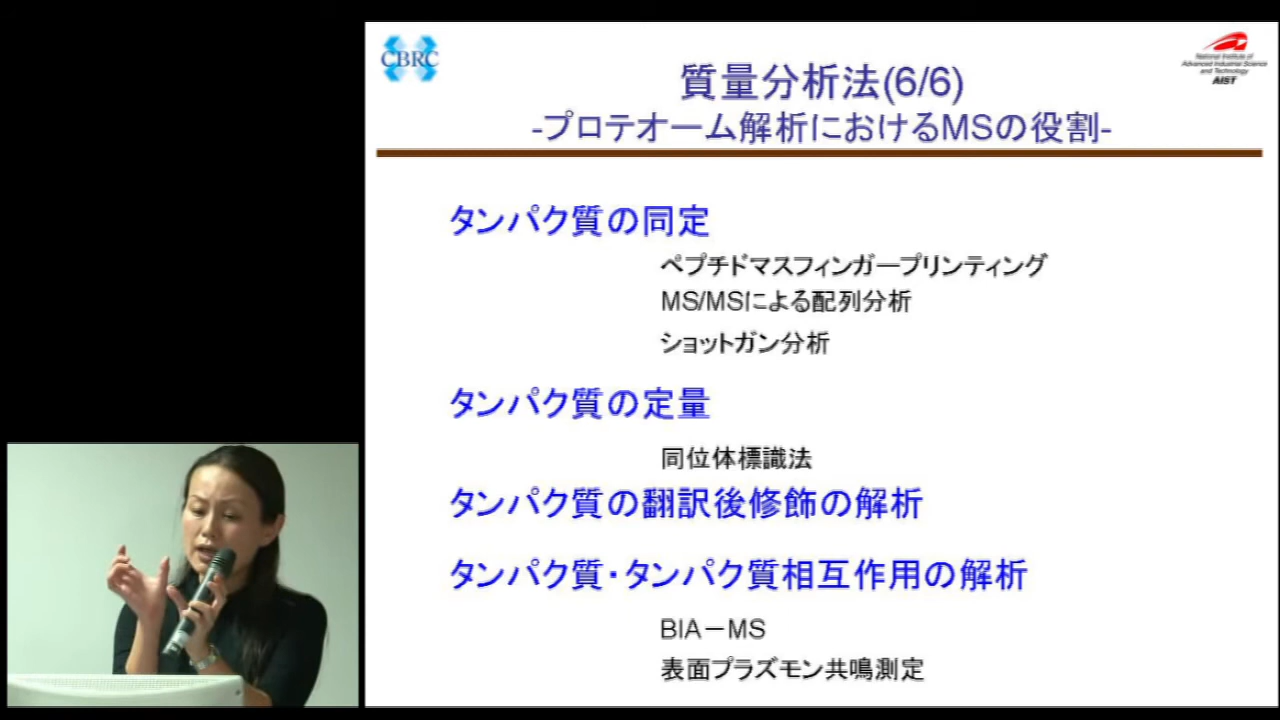 CBRC
National Institute of
Advanced Industrial Science
and Technology
AIST
質量分析法(6/6)
-プロテオーム解析におけるMSの役割-
タンパク質の同定
ペプチドマスフィンガープリンティング
MS/MSによる配列分析
ショットガン分析
タンパク質の定量
同位体標識法
タンパク質の翻訳後修飾の解析
タンパク質・タンパク質相互作用の解析
BIA－MS
表面プラズモン共鳴測定